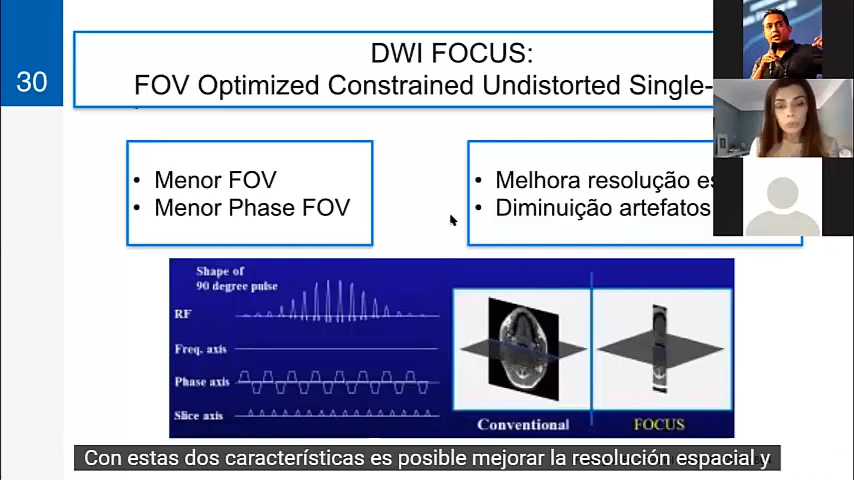 30
DWI FOCUS:
FOV Optimized Constrained Undistorted Single-
• Menor FOV
• Menor Phase FOV
• Melhora resolução es
• Diminuição artefatos
Shape of
90 degree pulse
RF
Freq. axis
Phase axis
Slice axis
Conventional
FOCUS
Con estas dos características es posible mejorar la resolución espacial y